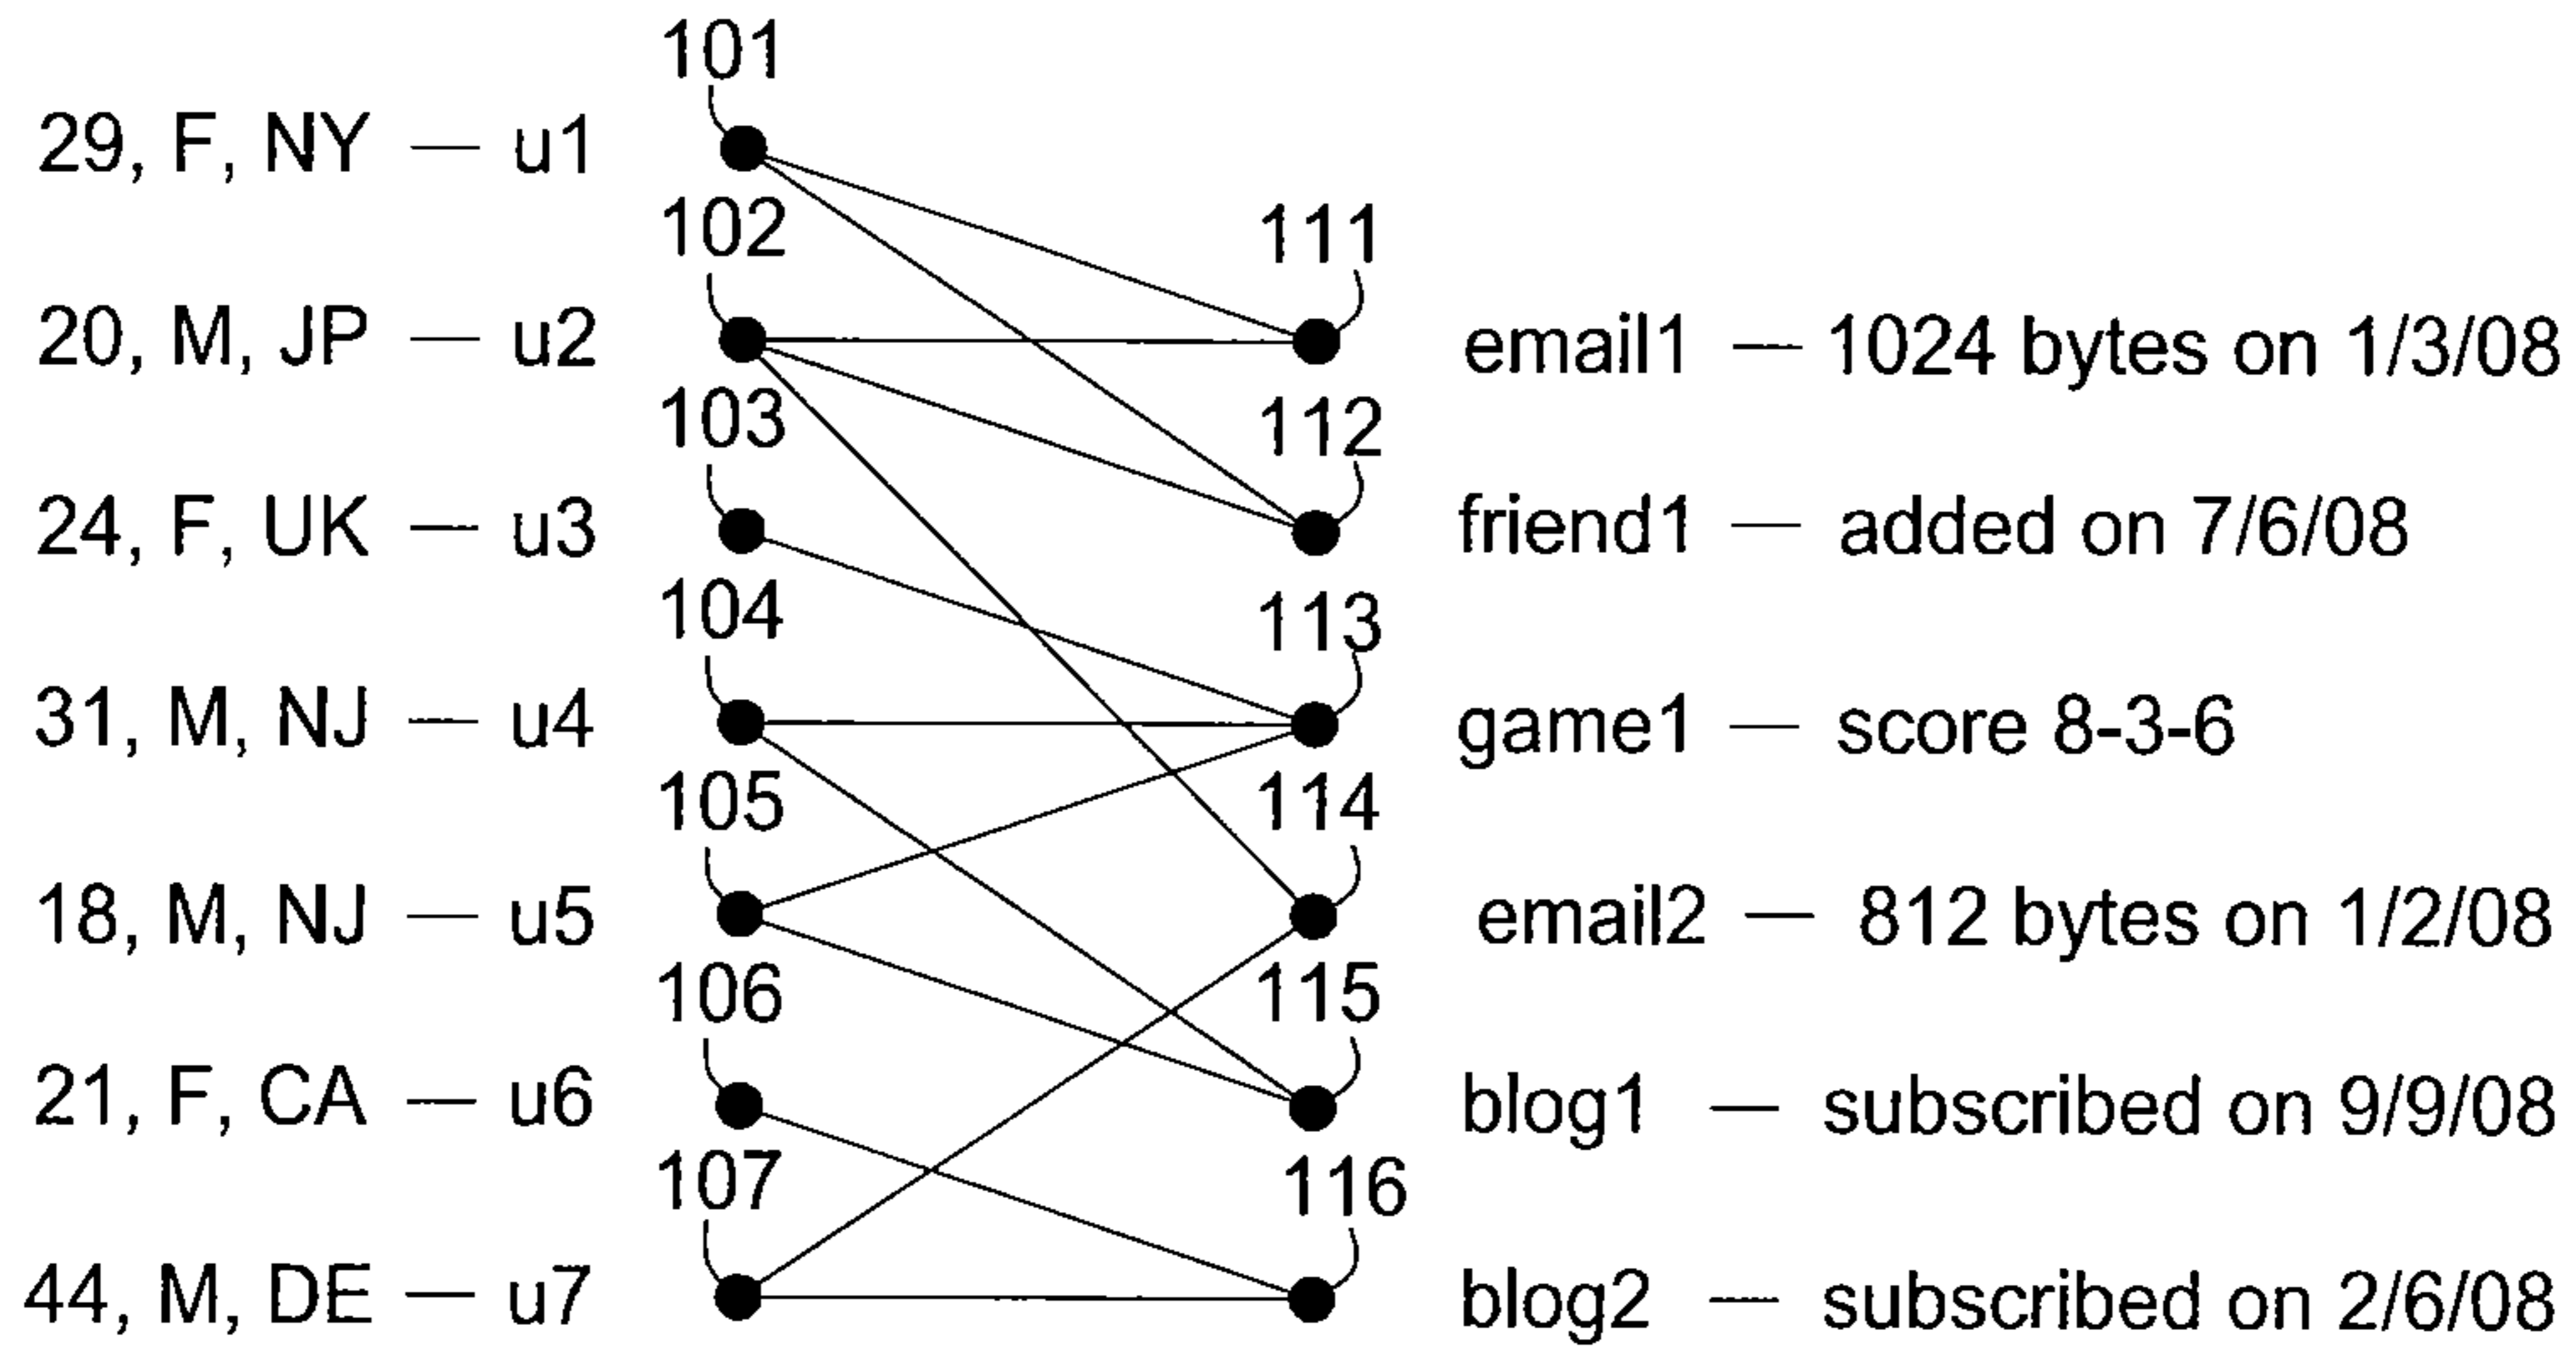 101
29, F, NY — u1
102
111
20, M, JP — u2
email1 — 1024 bytes on 1/3/08
103
112
24, F, UK — u3
friend1 — added on 7/6/08
104
113
31, M, NJ — u4
game1 — score 8-3-6
105
114
18, M, NJ — u5
email2 — 812 bytes on 1/2/08
106
115
21, F, CA — u6
blog1 — subscribed on 9/9/08
107
116
44, M, DE — u7
blog2 — subscribed on 2/6/08